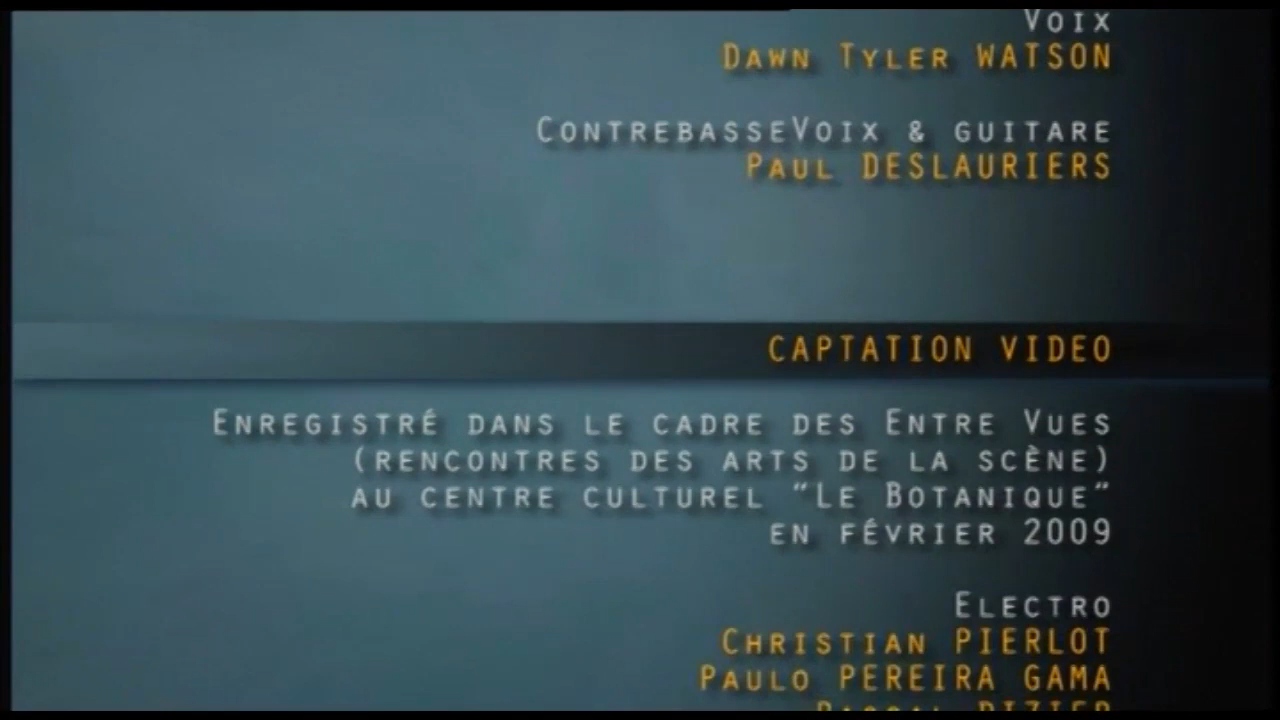 Voix
Dawn Tyler WATSON
ContrebasseVoix & guitare
Paul DESLAURIERS
CAPTATION VIDEO
Enregistré dans le cadre des Entre Vues
(rencontres des arts de la scène)
au centre culturel "Le Botanique"
en février 2009
Electro
Christian PIERLOT
Paulo PEREIRA GAMA